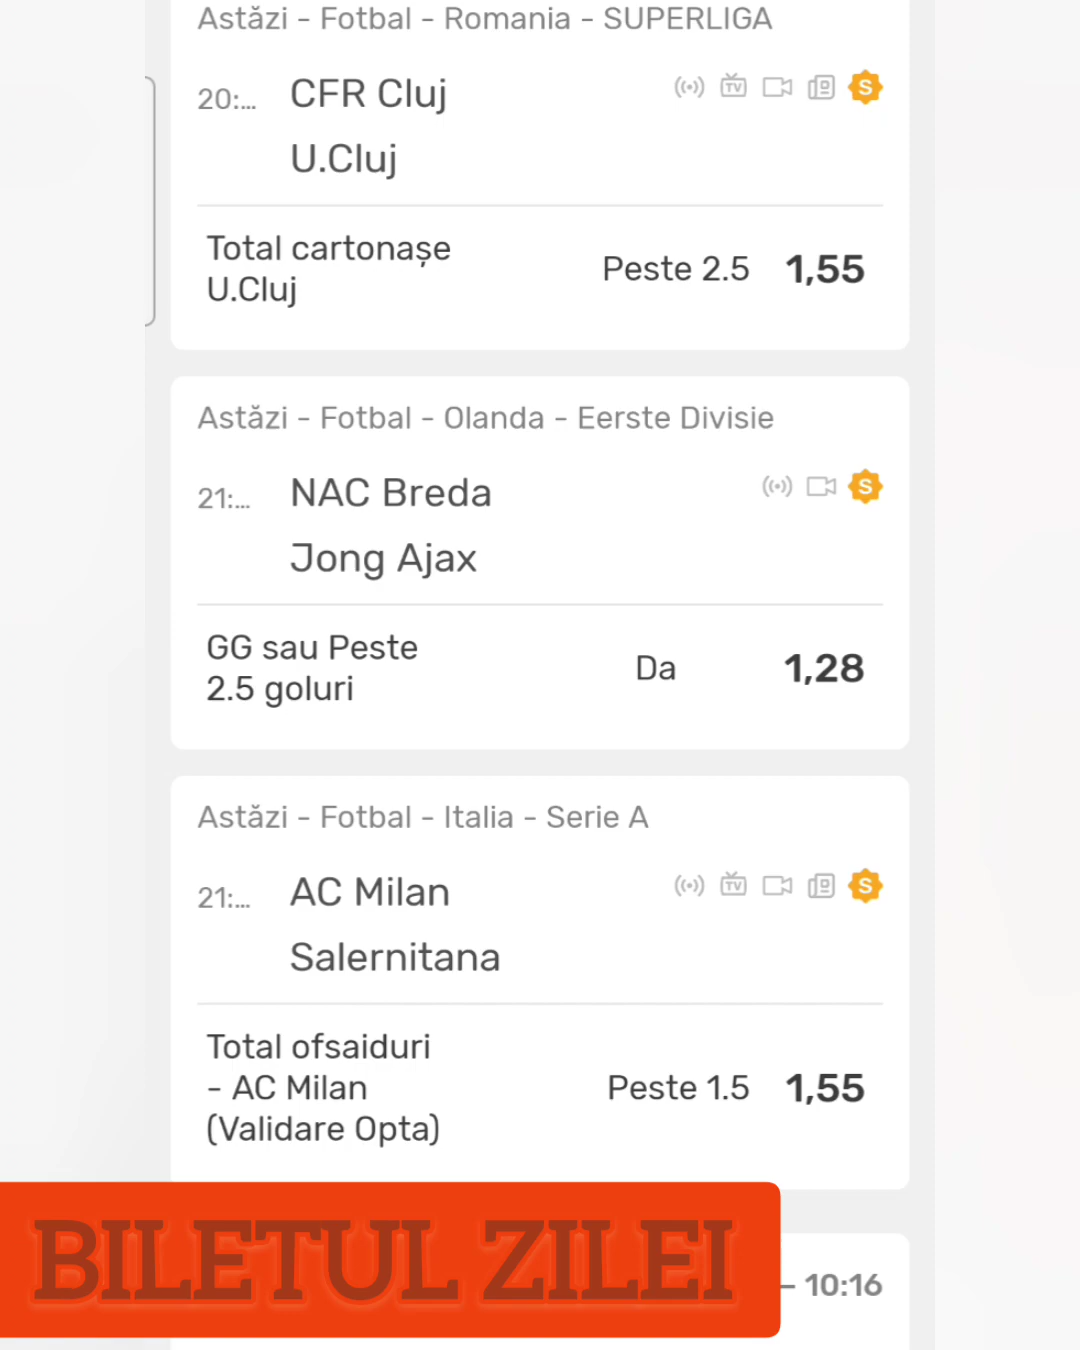 Astăzi - Fotbal - Romania - SUPERLIGA
20:... CFR Cluj TV S
U.Cluj
Total cartonașe
U.Cluj Peste 2.5 1,55
Astăzi - Fotbal - Olanda - Eerste Divisie
21:... NAC Breda S
Jong Ajax
GG sau Peste
2.5 goluri Da 1,28
Astăzi - Fotbal - Italia - Serie A
21:... AC Milan TV S
Salernitana
Total ofsaiduri
- AC Milan
(Validare Opta) Peste 1.5 1,55
BILETUL ZILEI
- 10:16